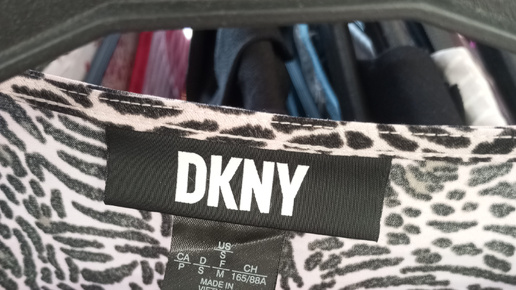 DKNY
US
S
CA D F CH
P S M 165/88A
MADE IN